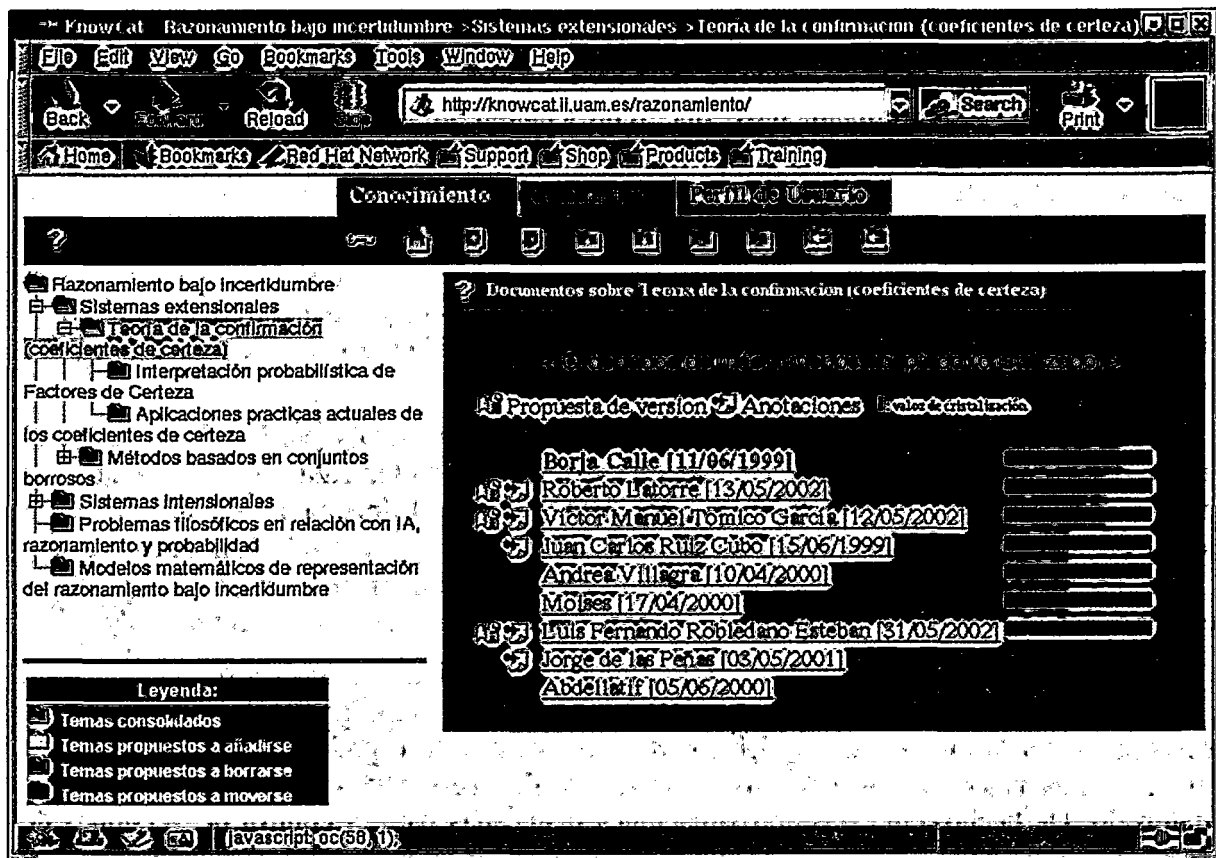 KnowCat Razonamiento bajo incertidumbre ->Sistemas extensionales ->Teoria de la confirmacion (coeficientes de certeza)
File Edit View Go Bookmarks Tools Window Help
Back Forward Reload Stop http://knowcat.ii.uam.es/razonamiento/ Search Print
Home Bookmarks Red Hat Network Support Shop Products Training
Conocimiento Perfil de Usuario
?
Razonamiento bajo incertidumbre
Sistemas extensionales
Teoría de la confirmación
(coeficientes de certeza)
Interpretación probabilística de
Factores de Certeza
Aplicaciones practicas actuales de
los coeficientes de certeza
Métodos basados en conjuntos
borrosos
Sistemas intensionales
Problemas filosóficos en relación con IA,
razonamiento y probabilidad
Modelos matemáticos de representación
del razonamiento bajo incertidumbre
Leyenda:
Temas consolidados
Temas propuestos a añadirse
Temas propuestos a borrarse
Temas propuestos a moverse
? Documentos sobre Teoria de la confirmacion (coeficientes de certeza)
Propuesta de version Anotaciones valor de cristalización
Borja Calle [11/06/1999]
Roberto Latorre [13/05/2002]
Victor Manuel Tomico García [12/05/2002]
Juan Carlos Ruiz Cubo [15/06/1999]
Andrea Villagra [10/04/2000]
Moises [17/04/2000]
Luis Fernando Robledano Esteban [31/05/2002]
Jorge de las Peñas [03/05/2001]
Abdellatif [05/06/2000]
javascript:oc(58,1);